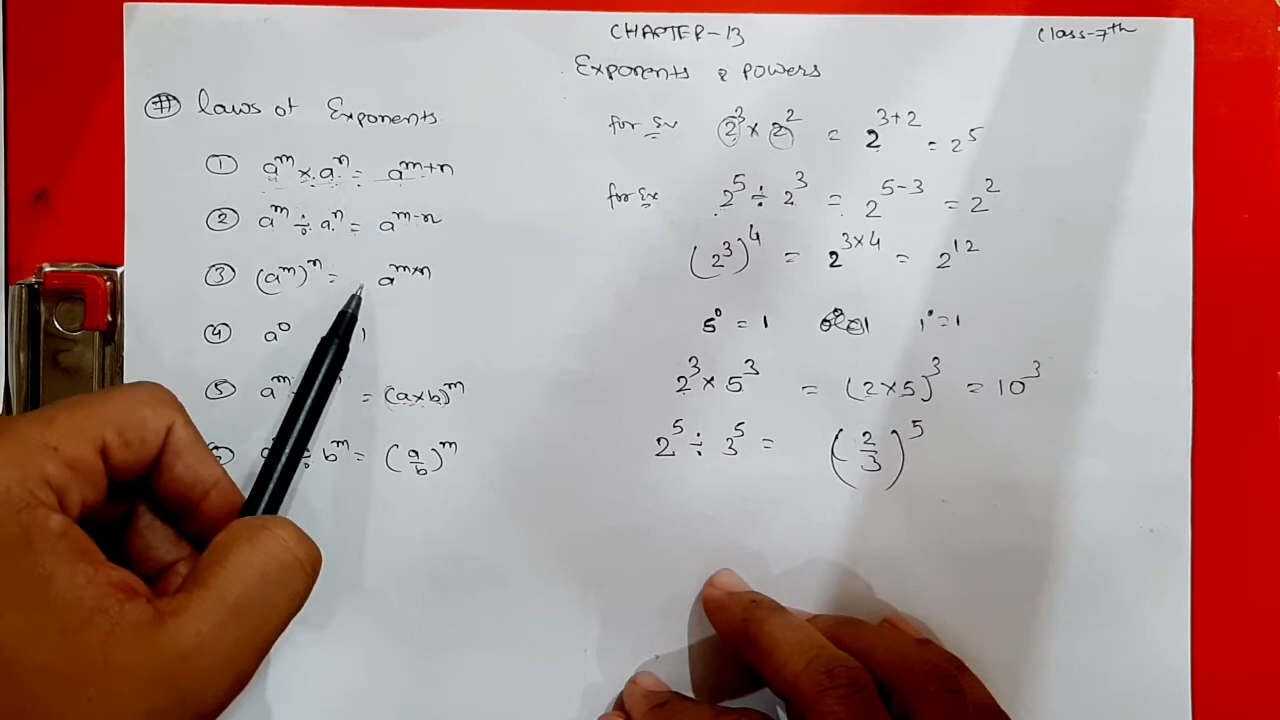 CHAPTER-13
Class-7th
Exponents & Powers
# Laws of Exponents
① a^m × a^n = a^m+n
② a^m ÷ a^n = a^m-n
③ (a^m)^n = a^m×n
④ a^0 1
⑤ a^m = (a×b)^m
÷ b^m = (a/b)^m
for Ex 2^3 × 2^2 = 2^3+2 = 2^5
for Ex 2^5 ÷ 2^3 = 2^5-3 = 2^2
(2^3)^4 = 2^3×4 = 2^12
5^0 = 1 1^0 = 1
2^3 × 5^3 = (2×5)^3 = 10^3
2^5 ÷ 3^5 = (2/3)^5